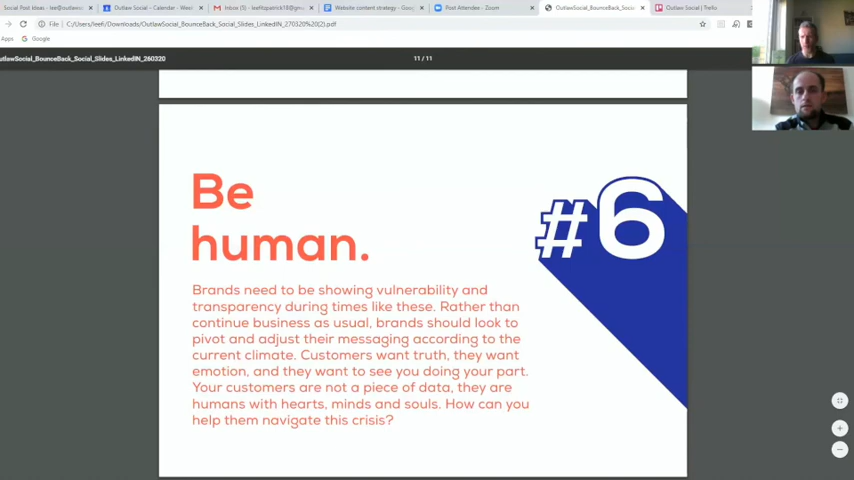 Social Post Ideas - lee@outlawso
Outlaw Social - Calendar - Wee
Inbox (5) - leefitzpatrick18@gm
Website content strategy - Goog
Post Attendee - Zoom
OutlawSocial_BounceBack_Socia
Outlaw Social | Trello
File
C:/Users/leeR/Downloads/OutlawSocial_BounceBack_Social_Slides_LinkedIN_270320%20(2).pdf
Apps
Google
utlawSocial_BounceBack_Social_Slides_LinkedIN_260320
11 / 11
Be
human.
#6
Brands need to be showing vulnerability and
transparency during times like these. Rather than
continue business as usual, brands should look to
pivot and adjust their messaging according to the
current climate. Customers want truth, they want
emotion, and they want to see you doing your part.
Your customers are not a piece of data, they are
humans with hearts, minds and souls. How can you
help them navigate this crisis?